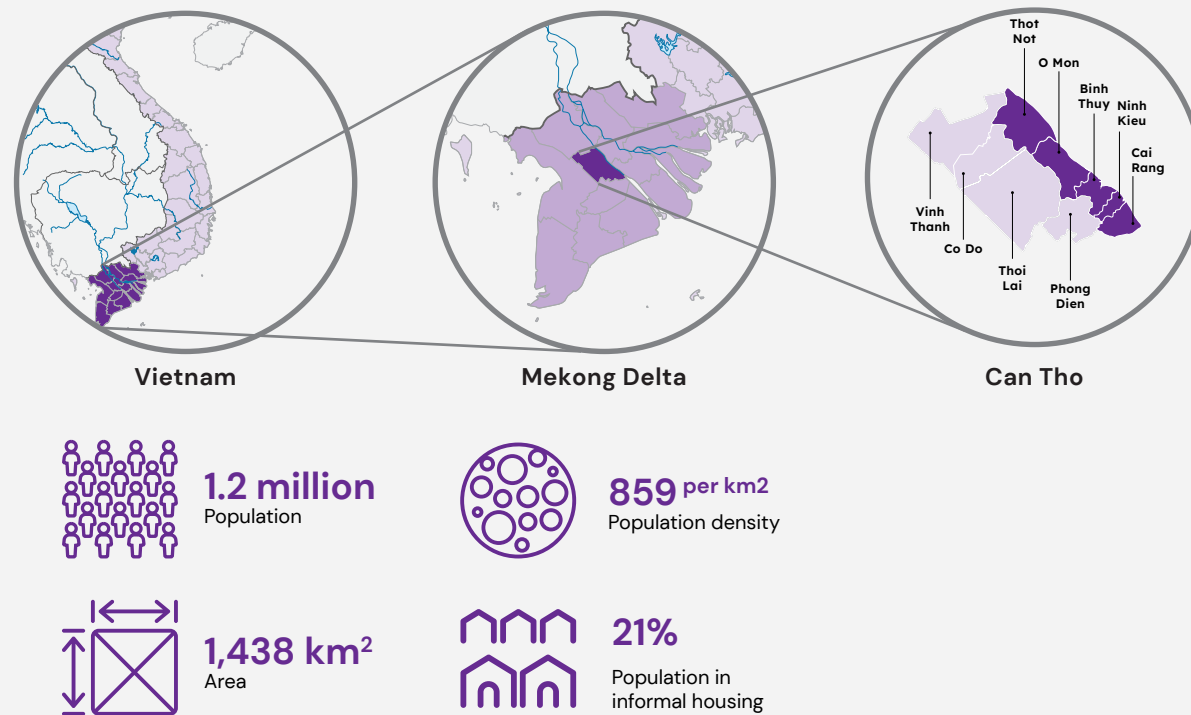 Thot
Not
O Mon
Binh
Thuy
Ninh
Kieu
Cai
Rang
Vinh
Thanh
Co Do
Thoi
Lai
Phong
Dien
Vietnam
Mekong Delta
Can Tho
1.2 million
Population
859 per km2
Population density
1,438 km²
Area
21%
Population in
informal housing